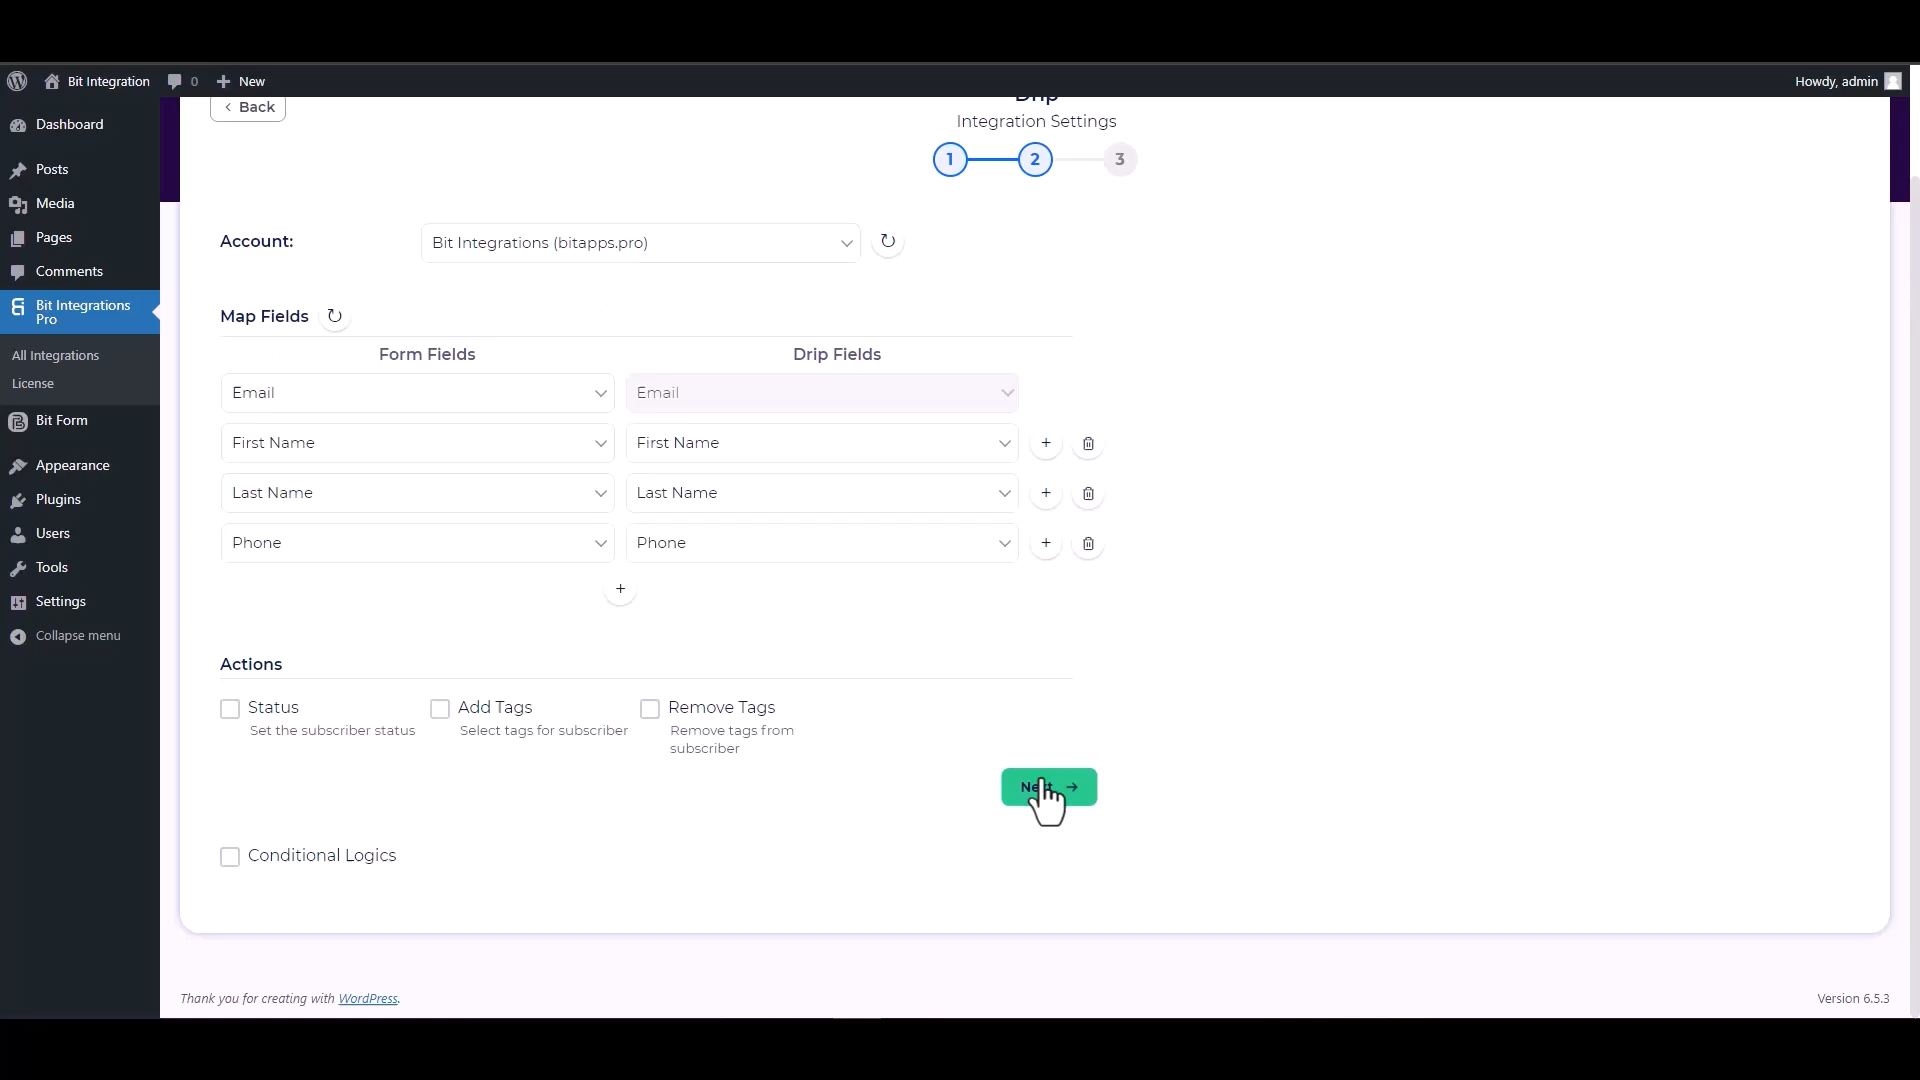 Bit Integration
0
New
Howdy, admin
Dashboard
Posts
Media
Pages
Comments
Bit Integrations
Pro
All Integrations
License
Bit Form
Appearance
Plugins
Users
Tools
Settings
Collapse menu
Back
Drip
Integration Settings
1
2
3
Account:
Bit Integrations (bitapps.pro)
Map Fields
Form Fields
Drip Fields
Email
Email
First Name
First Name
+
Last Name
Last Name
+
Phone
Phone
+
+
Actions
Status
Set the subscriber status
Add Tags
Select tags for subscriber
Remove Tags
Remove tags from
subscriber
Next
Conditional Logics
Thank you for creating with WordPress.
Version 6.5.3